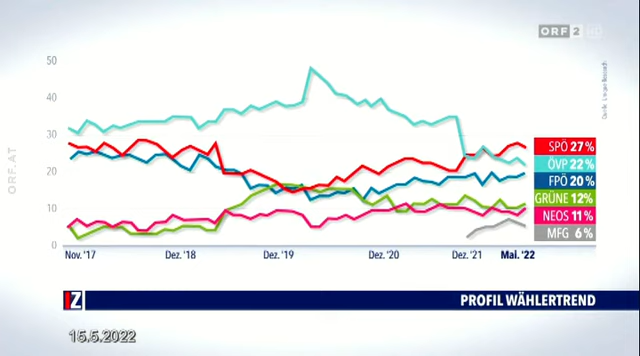 ORF 2 HD
50
40
30
20
10
0
ORF.AT
SPÖ 27%
ÖVP 22%
FPÖ 20%
GRÜNE 12%
NEOS 11%
MFG 6%
Nov. '17
Dez. '18
Dez. '19
Dez. '20
Dez. '21
Mai. '22
Z
PROFIL WÄHLERTREND
15.5.2022